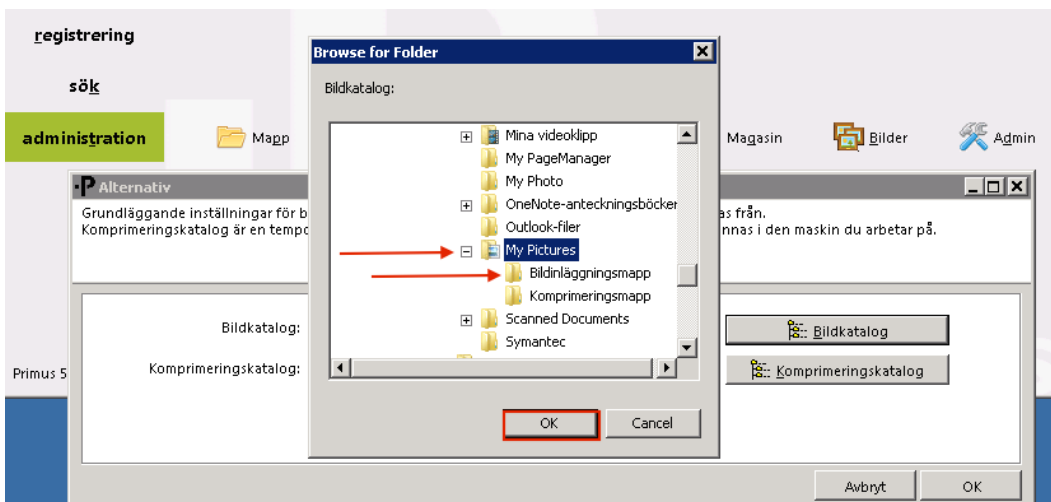 registrering
sök
administration
Mapp
Magasin
Bilder
Admin
Browse for Folder
Bildkatalog:
Mina videoklipp
My PageManager
My Photo
OneNote-anteckningsböcker
Outlook-filer
My Pictures
Bildinläggningsmapp
Komprimeringsmapp
Scanned Documents
Symantec
OK Cancel
P Alternativ
Grundläggande inställningar för b
as från.
Komprimeringskatalog är en tempo
nnas i den maskin du arbetar på.
Bildkatalog:
Bildkatalog
Komprimeringskatalog:
Komprimeringskatalog
Primus 5
Avbryt OK